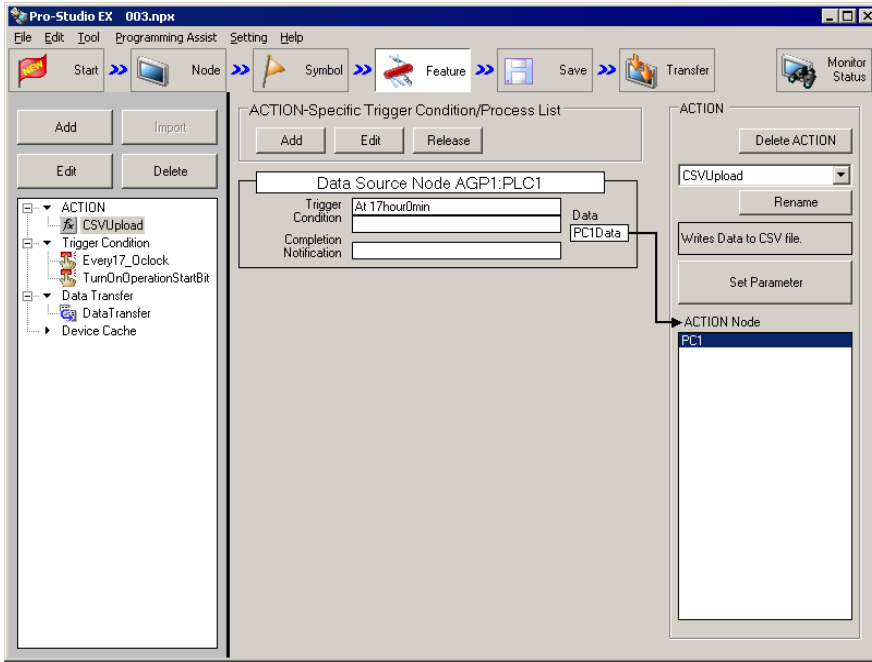 Pro-Studio EX 003.npx
File Edit Tool Programming Assist Setting Help
NEW Start Node Symbol Feature Save Transfer Monitor Status
Add Import
Edit Delete
ACTION
CSVUpload
Trigger Condition
Every17_Oclock
TurnOnOperationStartBit
Data Transfer
DataTransfer
Device Cache
ACTION-Specific Trigger Condition/Process List
Add Edit Release
Data Source Node AGP1:PLC1
Trigger Condition
At 17hour0min
Data
PC1Data
Completion Notification
ACTION
Delete ACTION
CSVUpload
Rename
Writes Data to CSV file.
Set Parameter
ACTION Node
PC1